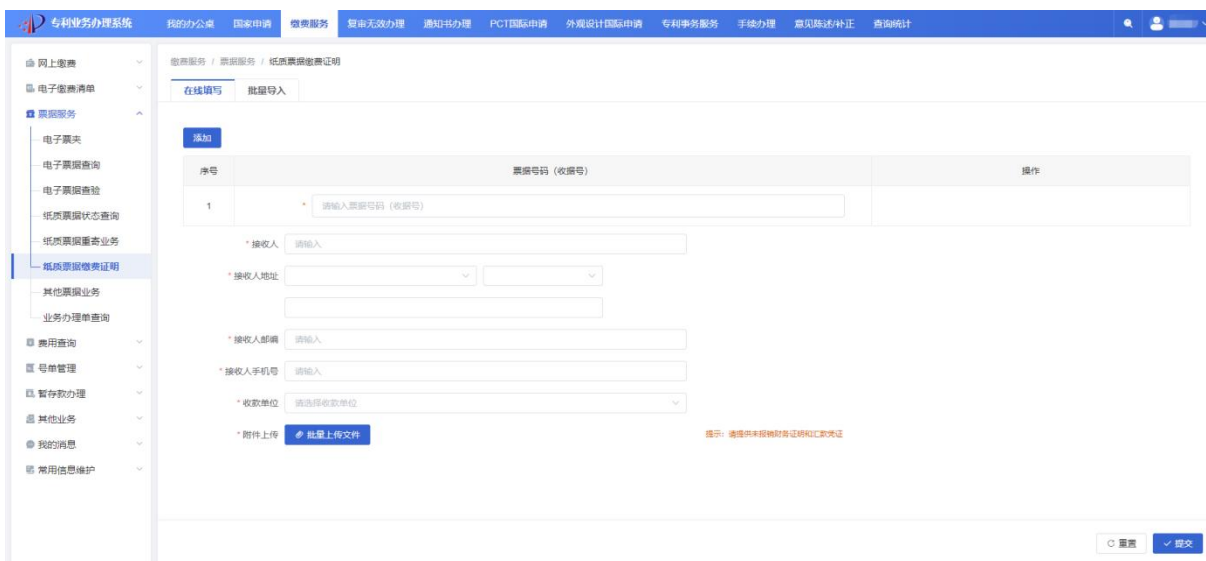 专利业务办理系统
我的办公桌 国家申请 缴费服务 复审无效办理 通知书办理 PCT国际申请 外观设计国际申请 专利事务服务 手续办理 意见陈述/补正 查询统计
网上缴费
电子缴费清单
票据服务
电子票夹
电子票据查询
电子票据查验
纸质票据状态查询
纸质票据重寄业务
纸质票据缴费证明
其他票据业务
业务办理单查询
费用查询
号单管理
暂存款办理
其他业务
我的消息
常用信息维护
缴费服务 / 票据服务 / 纸质票据缴费证明
在线填写 批量导入
添加
序号 票据号码（收据号） 操作
1 * 请输入票据号码（收据号）
* 接收人 请输入
* 接收人地址
* 接收人邮编 请输入
* 接收人手机号 请输入
* 收款单位 请选择收款单位
* 附件上传 批量上传文件 提示：请提供未报销财务证明和汇款凭证
重置 提交